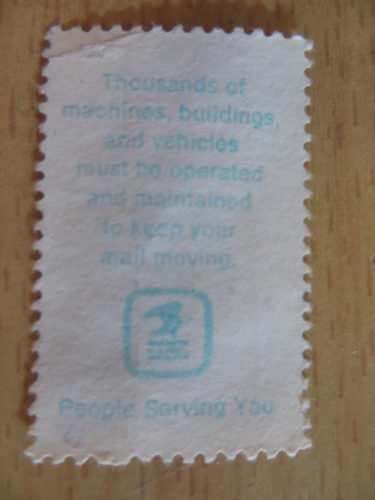 Thousands of
machines, buildings,
and vehicles
must be operated
and maintained
to keep your
mail moving.
People Serving You